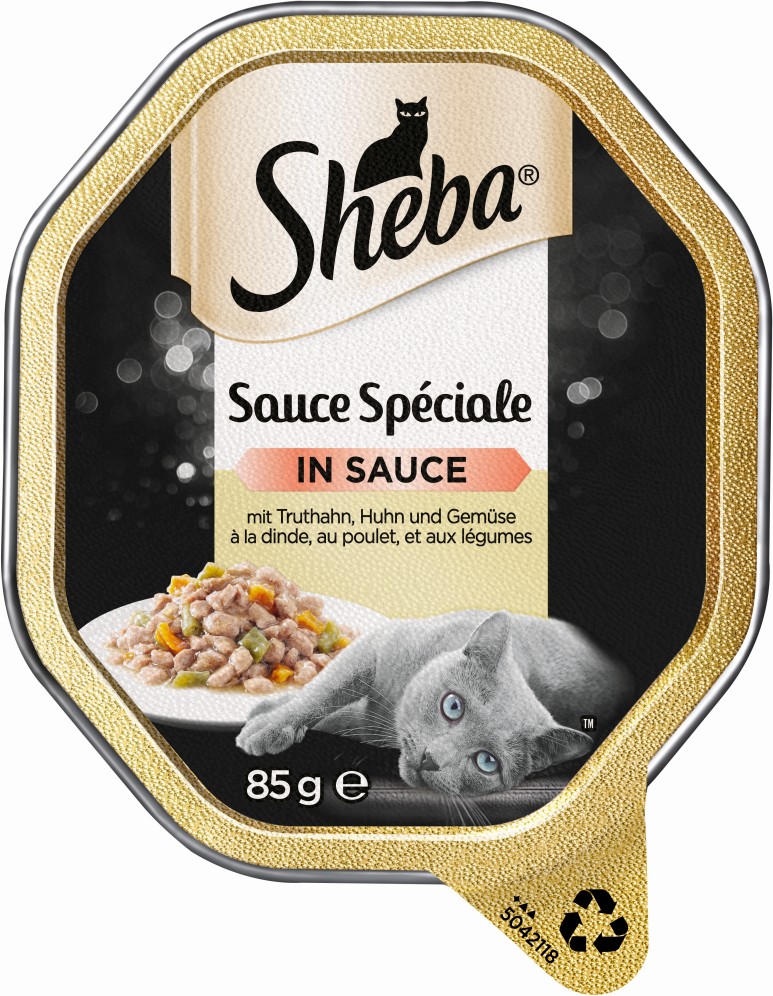 Sheba®
Sauce Spéciale
IN SAUCE
mit Truthahn, Huhn und Gemüse
à la dinde, au poulet, et aux légumes
TM
85 g ℮
5042118